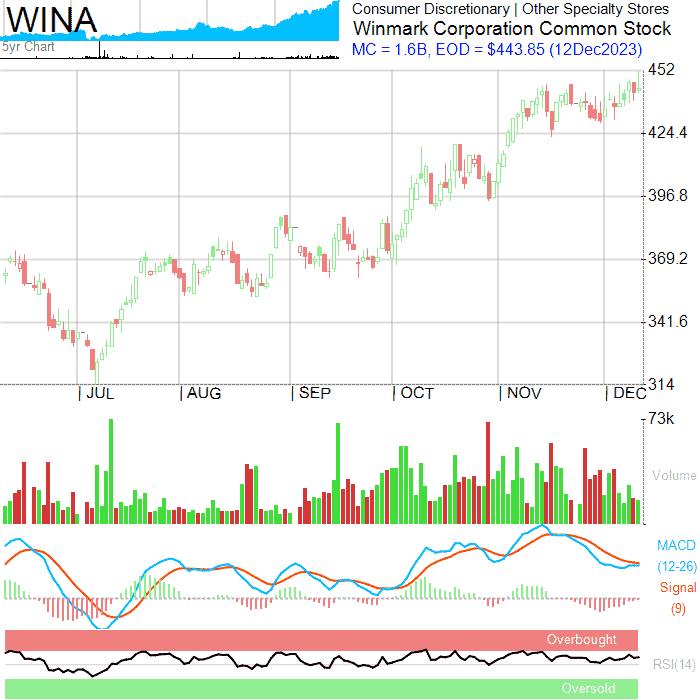 WINA
5yr Chart
Consumer Discretionary | Other Specialty Stores
Winmark Corporation Common Stock
MC = 1.6B, EOD = $443.85 (12Dec2023)
452
424.4
396.8
369.2
341.6
314
| JUL | AUG | SEP | OCT | NOV | DEC
73k
Volume
MACD
(12-26)
Signal
(9)
Overbought
RSI(14)
Oversold